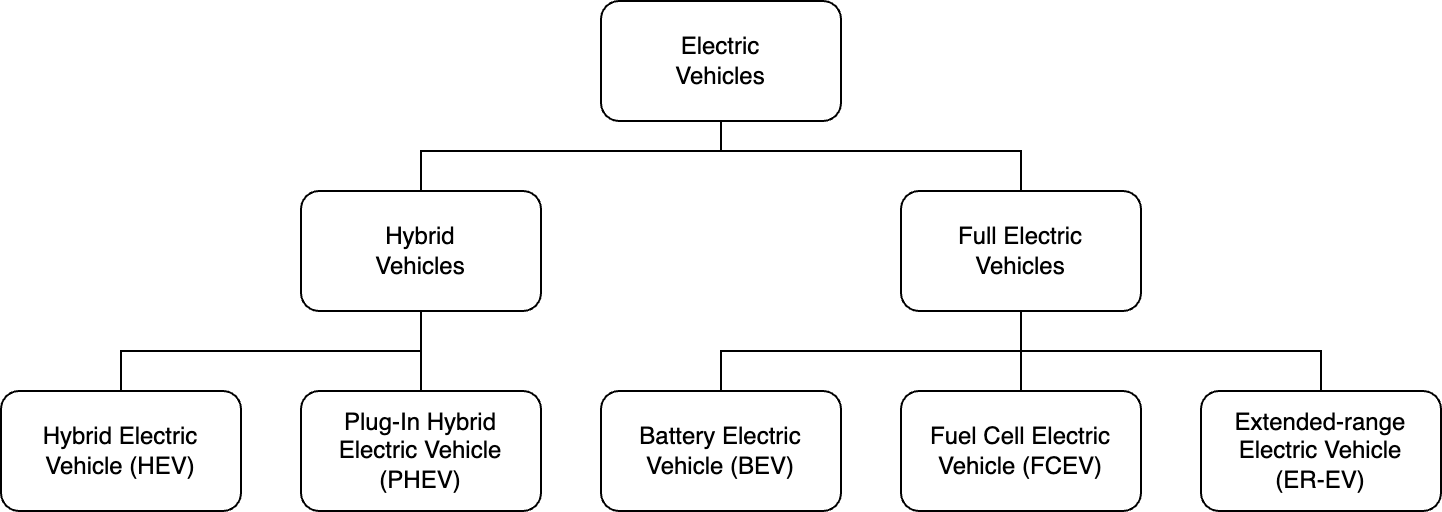 Electric
Vehicles
Hybrid
Vehicles
Full Electric
Vehicles
Hybrid Electric
Vehicle (HEV)
Plug-In Hybrid
Electric Vehicle
(PHEV)
Battery Electric
Vehicle (BEV)
Fuel Cell Electric
Vehicle (FCEV)
Extended-range
Electric Vehicle
(ER-EV)